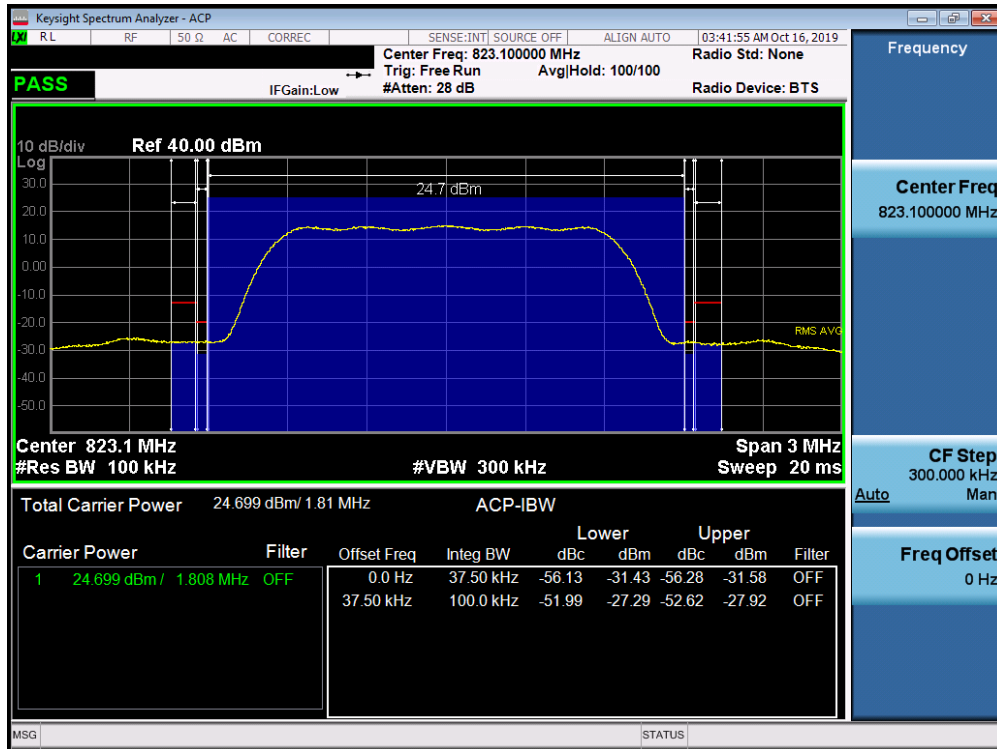 Keysight Spectrum Analyzer - ACP
LXI RL RF 50 Ω AC CORREC SENSE:INT SOURCE OFF ALIGN AUTO 03:41:55 AM Oct 16, 2019
Center Freq: 823.100000 MHz Radio Std: None
Trig: Free Run Avg|Hold: 100/100
PASS IFGain:Low #Atten: 28 dB Radio Device: BTS
Frequency
10 dB/div Ref 40.00 dBm
Log
30.0
24.7 dBm
20.0
10.0
0.00
-10.0
-20.0
RMS AVG
-30.0
-40.0
-50.0
Center 823.1 MHz Span 3 MHz
#Res BW 100 kHz #VBW 300 kHz Sweep 20 ms
Center Freq
823.100000 MHz
CF Step
300.000 kHz
Auto Man
Freq Offset
0 Hz
Total Carrier Power 24.699 dBm/ 1.81 MHz ACP-IBW
Lower Upper
Carrier Power Filter Offset Freq Integ BW dBc dBm dBc dBm Filter
1 24.699 dBm / 1.808 MHz OFF 0.0 Hz 37.50 kHz -56.13 -31.43 -56.28 -31.58 OFF
37.50 kHz 100.0 kHz -51.99 -27.29 -52.62 -27.92 OFF
MSG STATUS